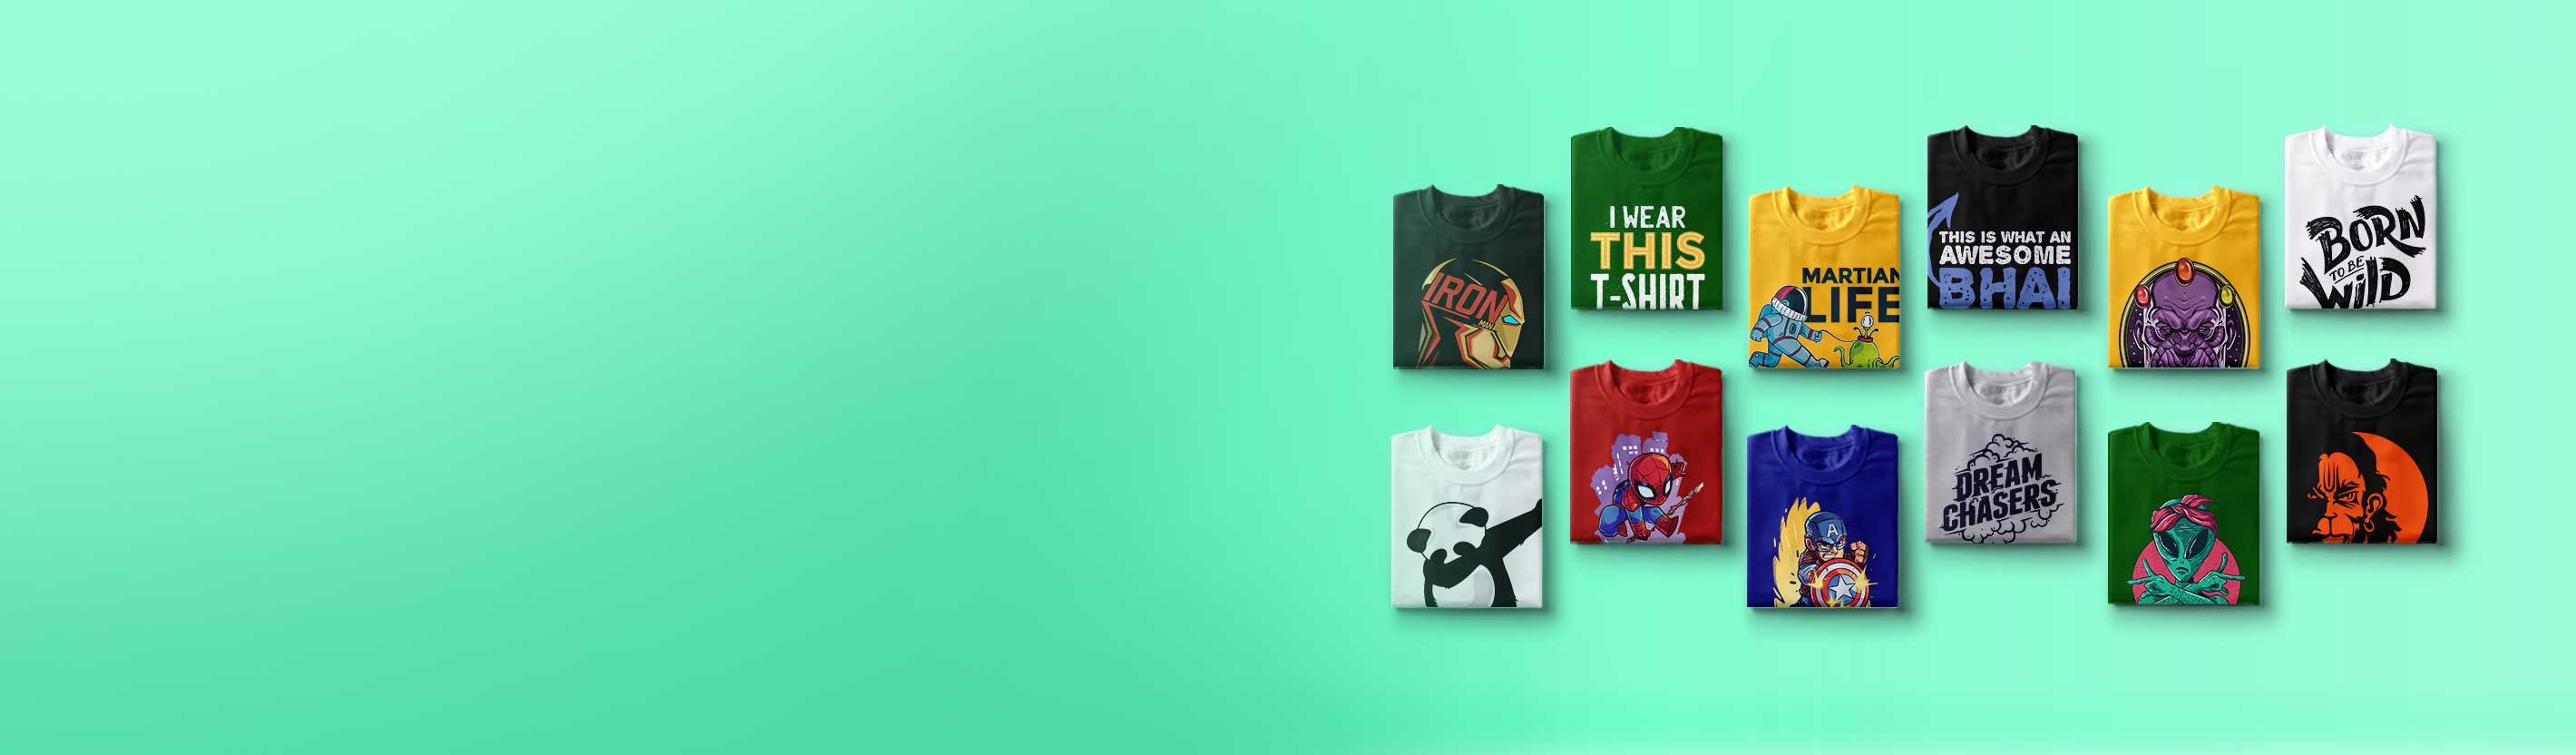 IRON
MAN
I WEAR
THIS
T-SHIRT
MARTIAN
LIFE
THIS IS WHAT AN
AWESOME
BHAI
BORN
TO BE
WilD
A
DREAM
CHASERS